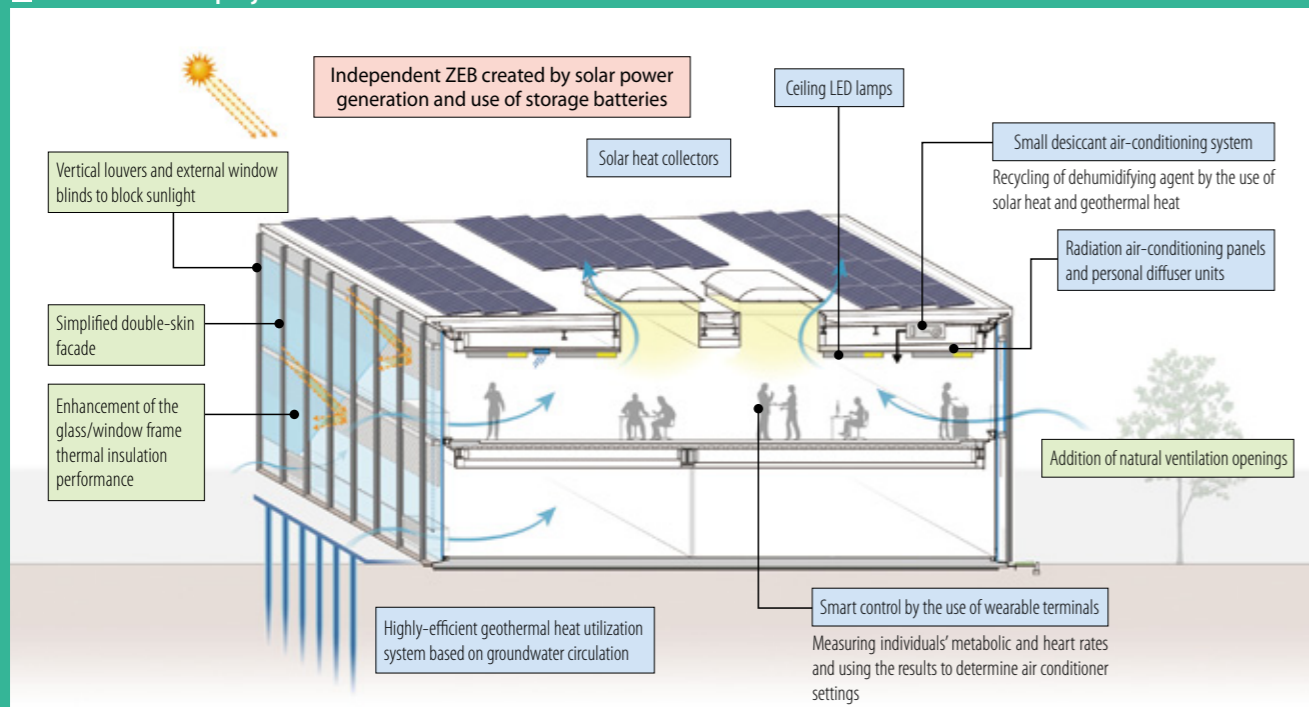 Independent ZEB created by solar power
generation and use of storage batteries
Ceiling LED lamps
Solar heat collectors
Small desiccant air-conditioning system
Recycling of dehumidifying agent by the use of
solar heat and geothermal heat
Vertical louvers and external window
blinds to block sunlight
Radiation air-conditioning panels
and personal diffuser units
Simplified double-skin
facade
Enhancement of the
glass/window frame
thermal insulation
performance
Addition of natural ventilation openings
Highly-efficient geothermal heat utilization
system based on groundwater circulation
Smart control by the use of wearable terminals
Measuring individuals’ metabolic and heart rates
and using the results to determine air conditioner
settings